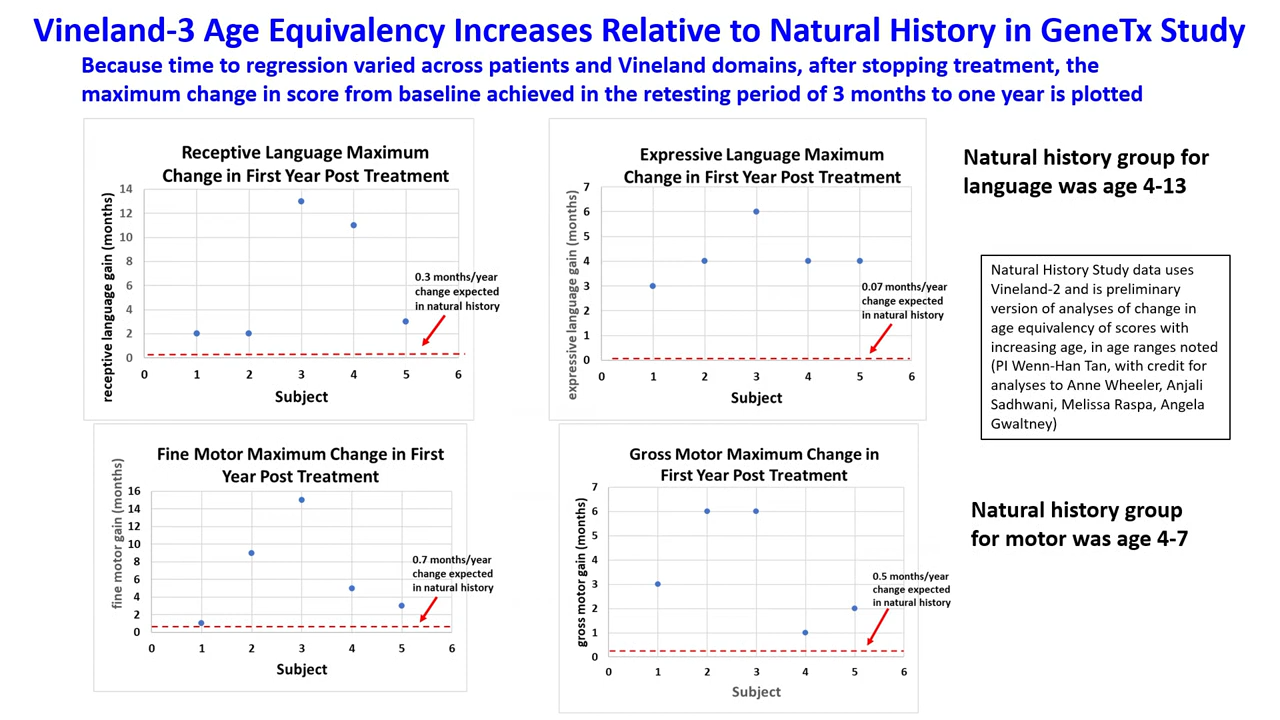 Vineland-3 Age Equivalency Increases Relative to Natural History in GeneTx Study
Because time to regression varied across patients and Vineland domains, after stopping treatment, the
maximum change in score from baseline achieved in the retesting period of 3 months to one year is plotted
Receptive Language Maximum
Change in First Year Post Treatment
receptive language gain (months)
14
12
10
8
6
4
2
0
0 1 2 3 4 5 6
Subject
0.3 months/year
change expected
in natural history
Expressive Language Maximum
Change in First Year Post Treatment
expressive language gain (months)
7
6
5
4
3
2
1
0
0 1 2 3 4 5 6
Subject
0.07 months/year
change expected
in natural history
Natural history group for
language was age 4-13
Natural History Study data uses
Vineland-2 and is preliminary
version of analyses of change in
age equivalency of scores with
increasing age, in age ranges noted
(PI Wenn-Han Tan, with credit for
analyses to Anne Wheeler, Anjali
Sadhwani, Melissa Raspa, Angela
Gwaltney)
Fine Motor Maximum Change in First
Year Post Treatment
fine motor gain (months)
16
14
12
10
8
6
4
2
0
0 1 2 3 4 5 6
Subject
0.7 months/year
change expected
in natural history
Gross Motor Maximum Change in
First Year Post Treatment
gross motor gain (months)
7
6
5
4
3
2
1
0
0 1 2 3 4 5 6
Subject
0.5 months/year
change expected
in natural history
Natural history group
for motor was age 4-7